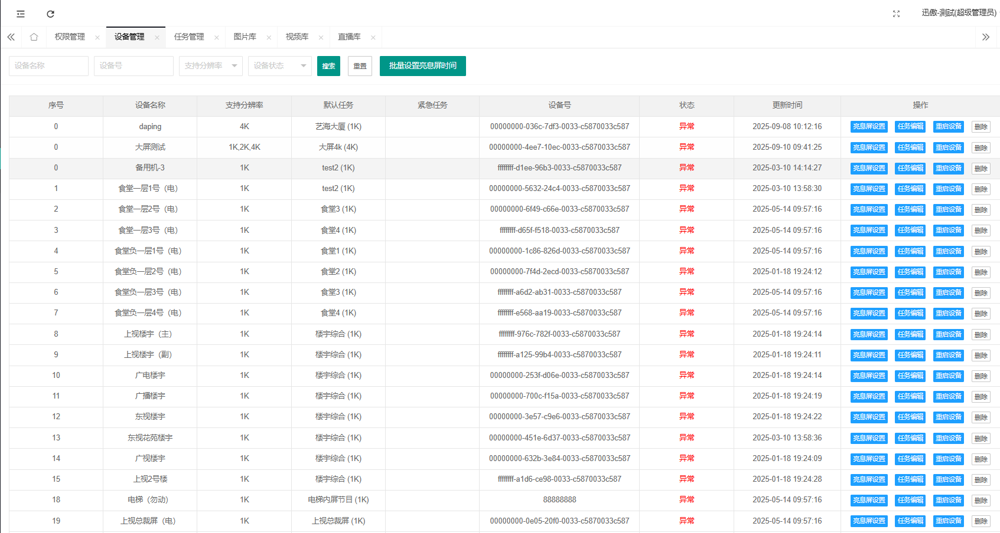 迅傲-测試(超级管理员)
权限管理 设备管理 任务管理 图片库 视频库 直播库
设备名称 设备号 支持分辨率 设备状态 搜索 重置 批量设置亮息屏时间
序号 设备名称 支持分辨率 默认任务 紧急任务 设备号 状态 更新时间 操作
0 daping 4K 艺海大厦 (1K) 00000000-036c-7df3-0033-c5870033c587 异常 2025-09-08 10:12:16 亮息屏设置 任务编辑 重启设备 删除
0 大屏测试 1K,2K,4K 大屏4k (4K) 00000000-4ee7-10ec-0033-c5870033c587 异常 2025-09-10 09:41:25 亮息屏设置 任务编辑 重启设备 删除
0 备用机-3 1K test2 (1K) ffffffff-d1ee-96b3-0033-c5870033c587 异常 2025-03-10 14:14:27 亮息屏设置 任务编辑 重启设备 删除
1 食堂一层1号（电） 1K test2 (1K) 00000000-5632-24c4-0033-c5870033c587 异常 2025-03-10 13:58:30 亮息屏设置 任务编辑 重启设备 删除
2 食堂一层2号（电） 1K 食堂3 (1K) 00000000-6f49-c66e-0033-c5870033c587 异常 2025-05-14 09:57:16 亮息屏设置 任务编辑 重启设备 删除
3 食堂一层3号（电） 1K 食堂4 (1K) ffffffff-d65f-f518-0033-c5870033c587 异常 2025-05-14 09:57:16 亮息屏设置 任务编辑 重启设备 删除
4 食堂负一层1号（电） 1K 食堂1 (1K) 00000000-1c86-826d-0033-c5870033c587 异常 2025-05-14 09:57:16 亮息屏设置 任务编辑 重启设备 删除
5 食堂负一层2号（电） 1K 食堂2 (1K) 00000000-7f4d-2ecd-0033-c5870033c587 异常 2025-01-18 19:24:12 亮息屏设置 任务编辑 重启设备 删除
6 食堂负一层3号（电） 1K 食堂3 (1K) ffffffff-a6d2-ab31-0033-c5870033c587 异常 2025-05-14 09:57:16 亮息屏设置 任务编辑 重启设备 删除
7 食堂负一层4号（电） 1K 食堂4 (1K) ffffffff-e568-aa19-0033-c5870033c587 异常 2025-05-14 09:57:16 亮息屏设置 任务编辑 重启设备 删除
8 上视楼宇（主） 1K 楼宇综合 (1K) ffffffff-976c-782f-0033-c5870033c587 异常 2025-01-18 19:24:14 亮息屏设置 任务编辑 重启设备 删除
9 上视楼宇（副） 1K 楼宇综合 (1K) ffffffff-a125-99b4-0033-c5870033c587 异常 2025-01-18 19:24:11 亮息屏设置 任务编辑 重启设备 删除
10 广电楼宇 1K 楼宇综合 (1K) 00000000-253f-d06e-0033-c5870033c587 异常 2025-01-18 19:24:14 亮息屏设置 任务编辑 重启设备 删除
11 广播楼宇 1K 楼宇综合 (1K) 00000000-700c-f15a-0033-c5870033c587 异常 2025-01-18 19:24:19 亮息屏设置 任务编辑 重启设备 删除
12 东视楼宇 1K 楼宇综合 (1K) 00000000-3e57-c9e6-0033-c5870033c587 异常 2025-01-18 19:24:22 亮息屏设置 任务编辑 重启设备 删除
13 东视花苑楼宇 1K 楼宇综合 (1K) 00000000-451e-6d37-0033-c5870033c587 异常 2025-03-10 13:58:36 亮息屏设置 任务编辑 重启设备 删除
14 广视楼宇 1K 楼宇综合 (1K) 00000000-632b-3e84-0033-c5870033c587 异常 2025-01-18 19:24:09 亮息屏设置 任务编辑 重启设备 删除
15 上视2号楼 1K 楼宇综合 (1K) ffffffff-a1d6-ce98-0033-c5870033c587 异常 2025-01-18 19:24:28 亮息屏设置 任务编辑 重启设备 删除
18 电梯（勿动） 1K 电梯内屏节目 (1K) 88888888 异常 2025-05-14 09:57:16 亮息屏设置 任务编辑 重启设备 删除
19 上视总裁屏（电） 1K 上视总裁屏 (1K) 00000000-0e05-20f0-0033-c5870033c587 异常 2025-05-14 09:57:16 亮息屏设置 任务编辑 重启设备 删除